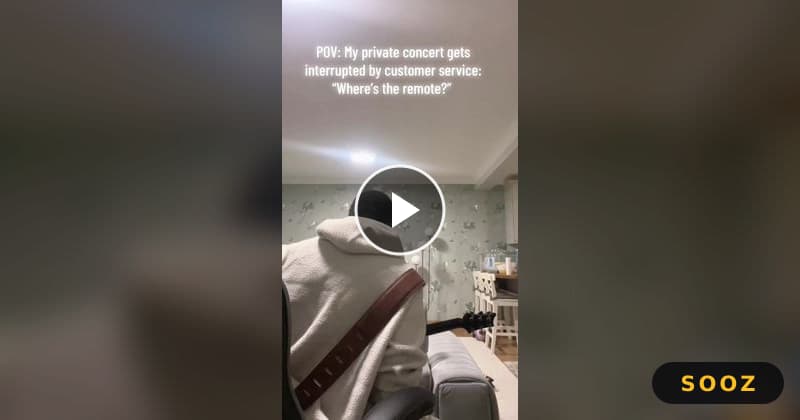 POV: My private concert gets
interrupted by customer service:
“Where’s the remote?”
SOOZ